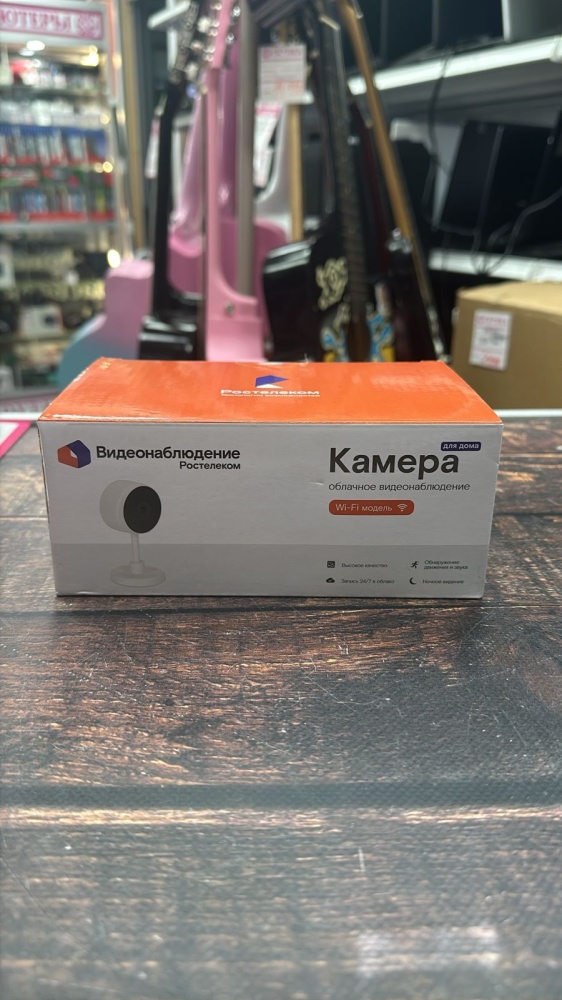 Ростелеком
Видеонаблюдение
Ростелеком
для дома
Камера
облачное видеонаблюдение
Wi-Fi модель
Высокое качество
Обнаружение
движения и звука
Запись 24/7 в облако
Ночное видение